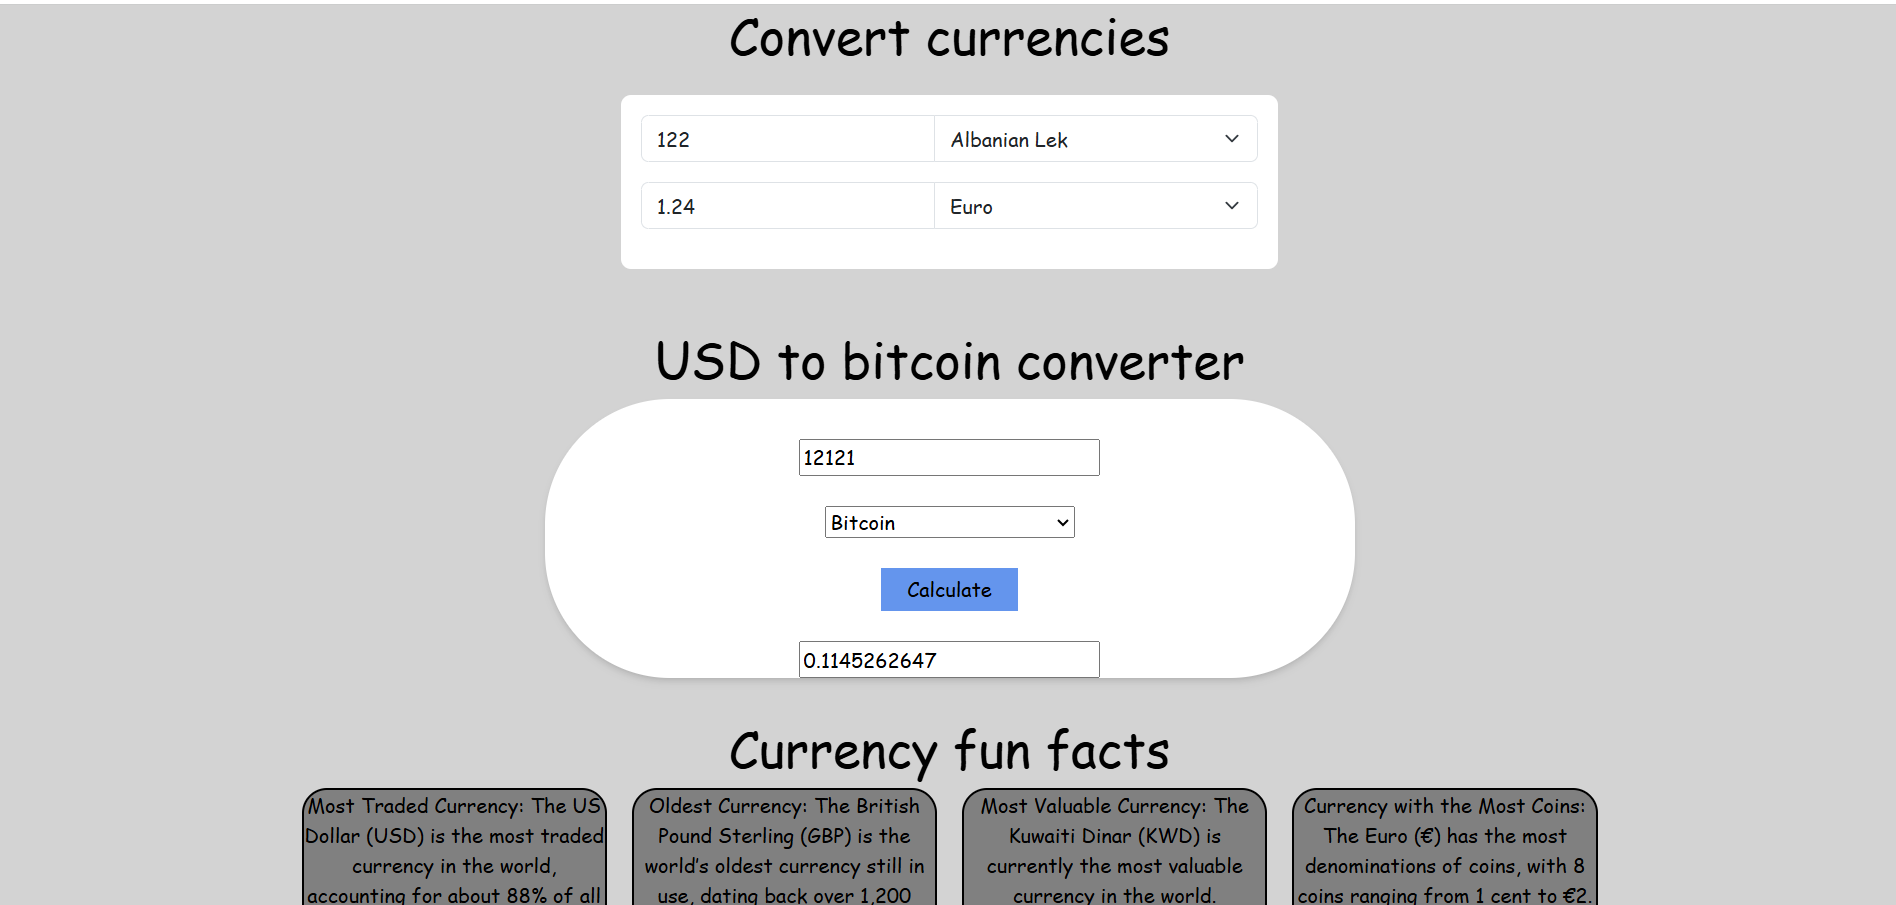 Convert currencies
122 Albanian Lek
1.24 Euro
USD to bitcoin converter
12121
Bitcoin
Calculate
0.1145262647
Currency fun facts
Most Traded Currency: The US
Dollar (USD) is the most traded
currency in the world,
accounting for about 88% of all
Oldest Currency: The British
Pound Sterling (GBP) is the
world's oldest currency still in
use, dating back over 1,200
Most Valuable Currency: The
Kuwaiti Dinar (KWD) is
currently the most valuable
currency in the world.
Currency with the Most Coins:
The Euro (€) has the most
denominations of coins, with 8
coins ranging from 1 cent to €2.